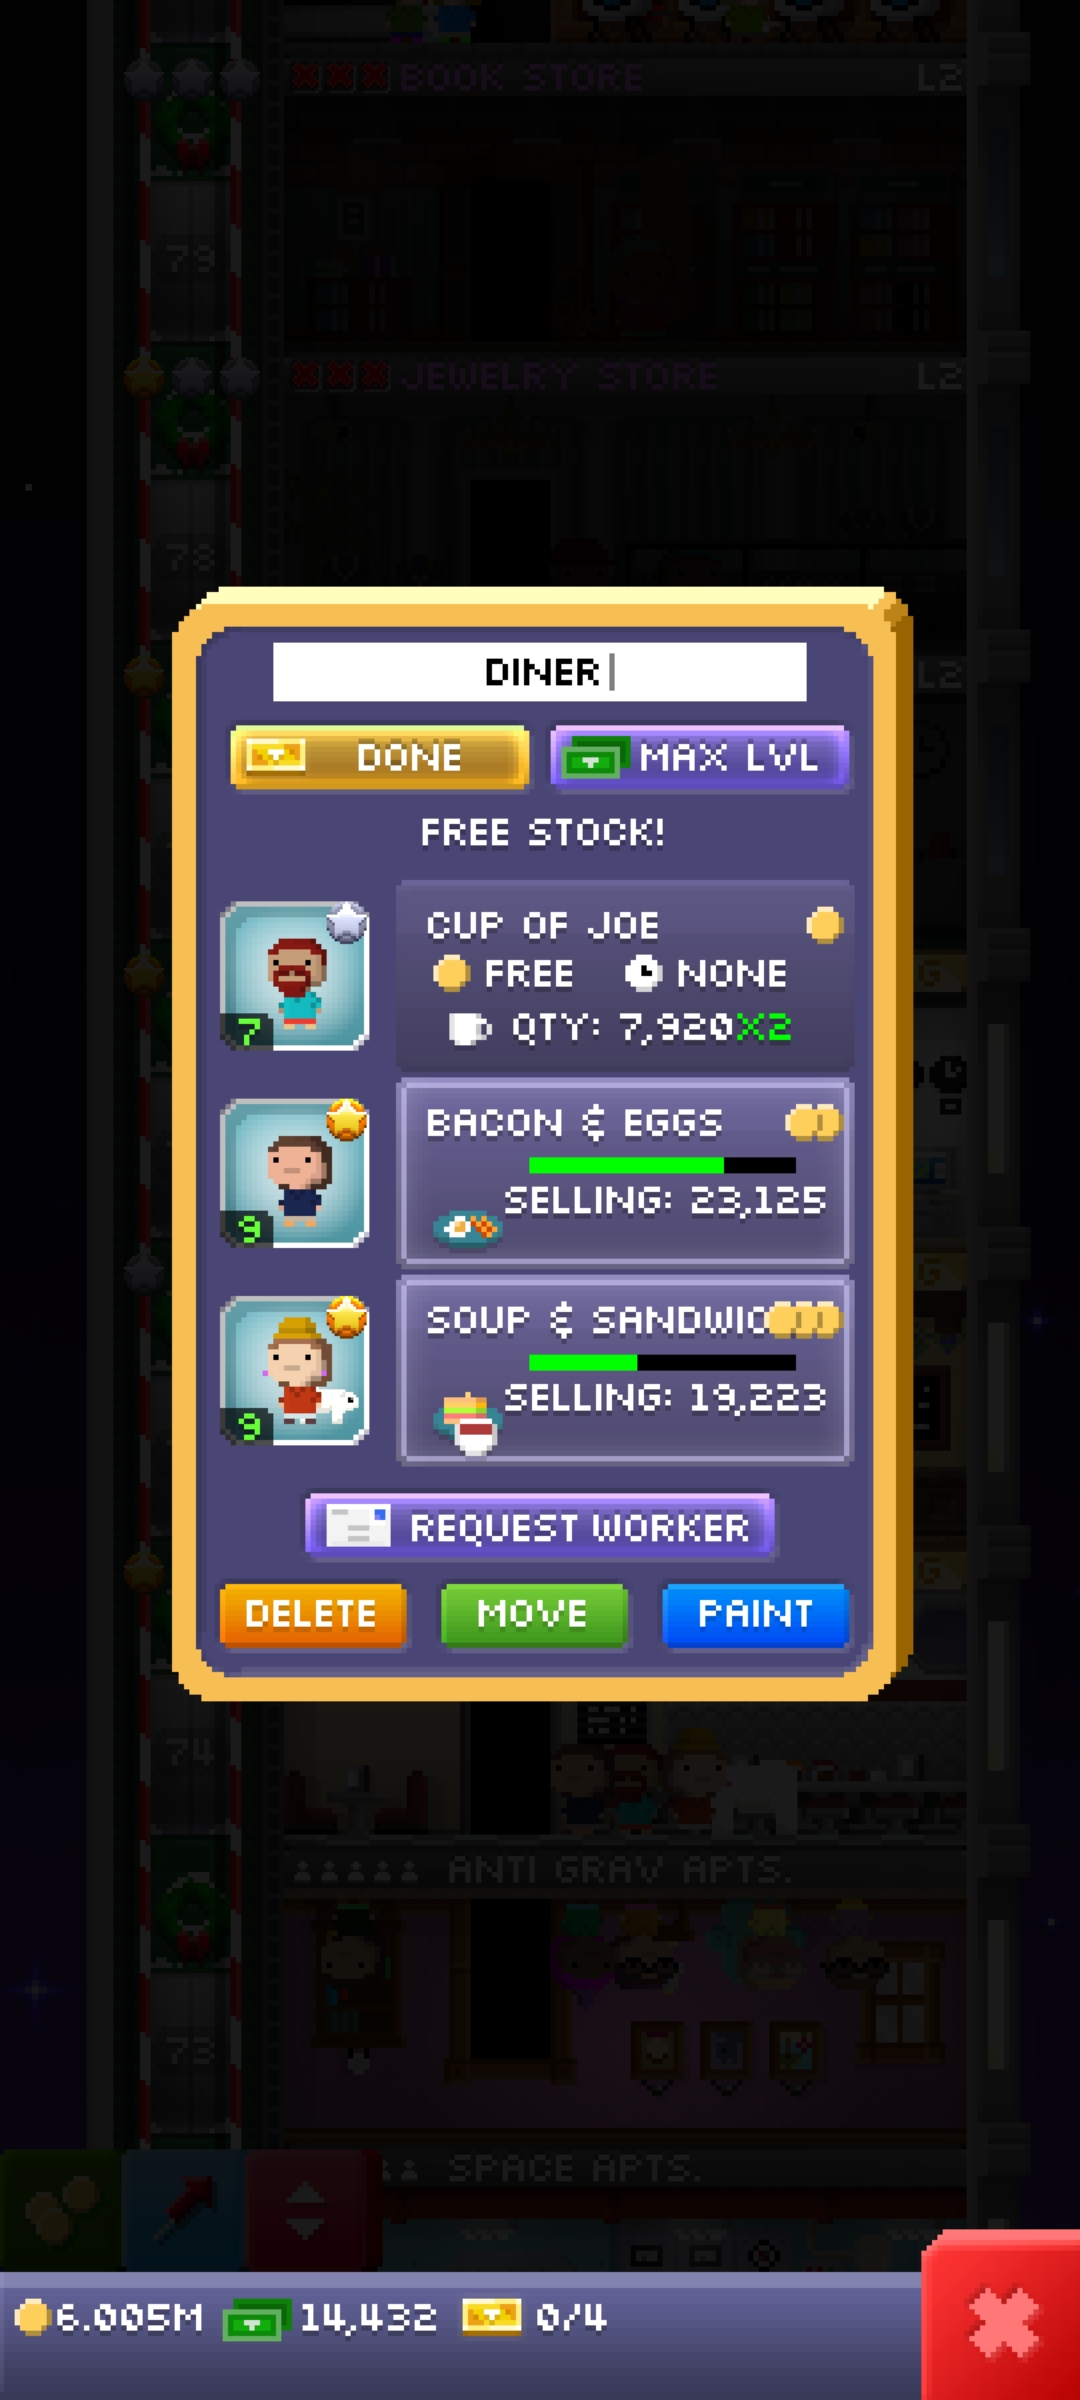 BOOK STORE L2
79
JEWELRY STORE L2
78
L2
DINER
DONE MAX LVL
FREE STOCK!
CUP OF JOE
FREE NONE
7 QTY: 7,920X2
BACON & EGGS
SELLING: 23,125
9
SOUP & SANDWIC
SELLING: 19,223
9
REQUEST WORKER
DELETE MOVE PAINT
74
ANTI GRAV APTS.
73
SPACE APTS.
6.005M 14,432 0/4